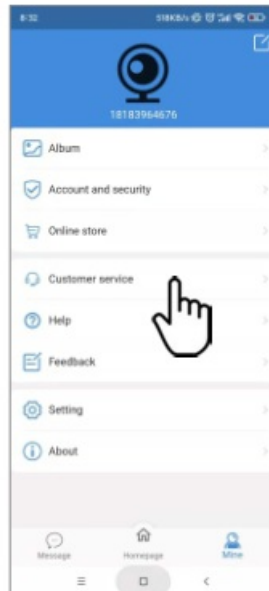 8:32
18183964676
Album
Account and security
Online store
Customer service
Help
Feedback
Setting
About
Message Homepage Mine